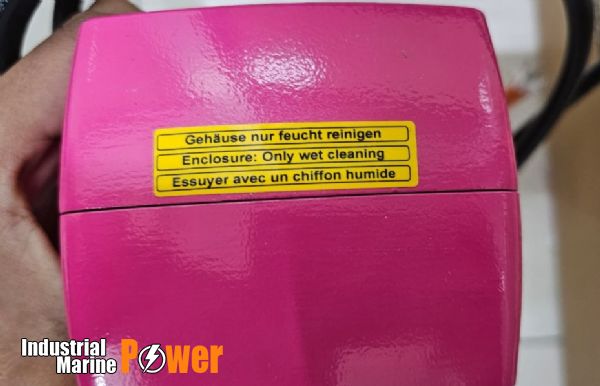 Gehäuse nur feucht reinigen
Enclosure: Only wet cleaning
Essuyer avec un chiffon humide
Industrial
Marine
Power